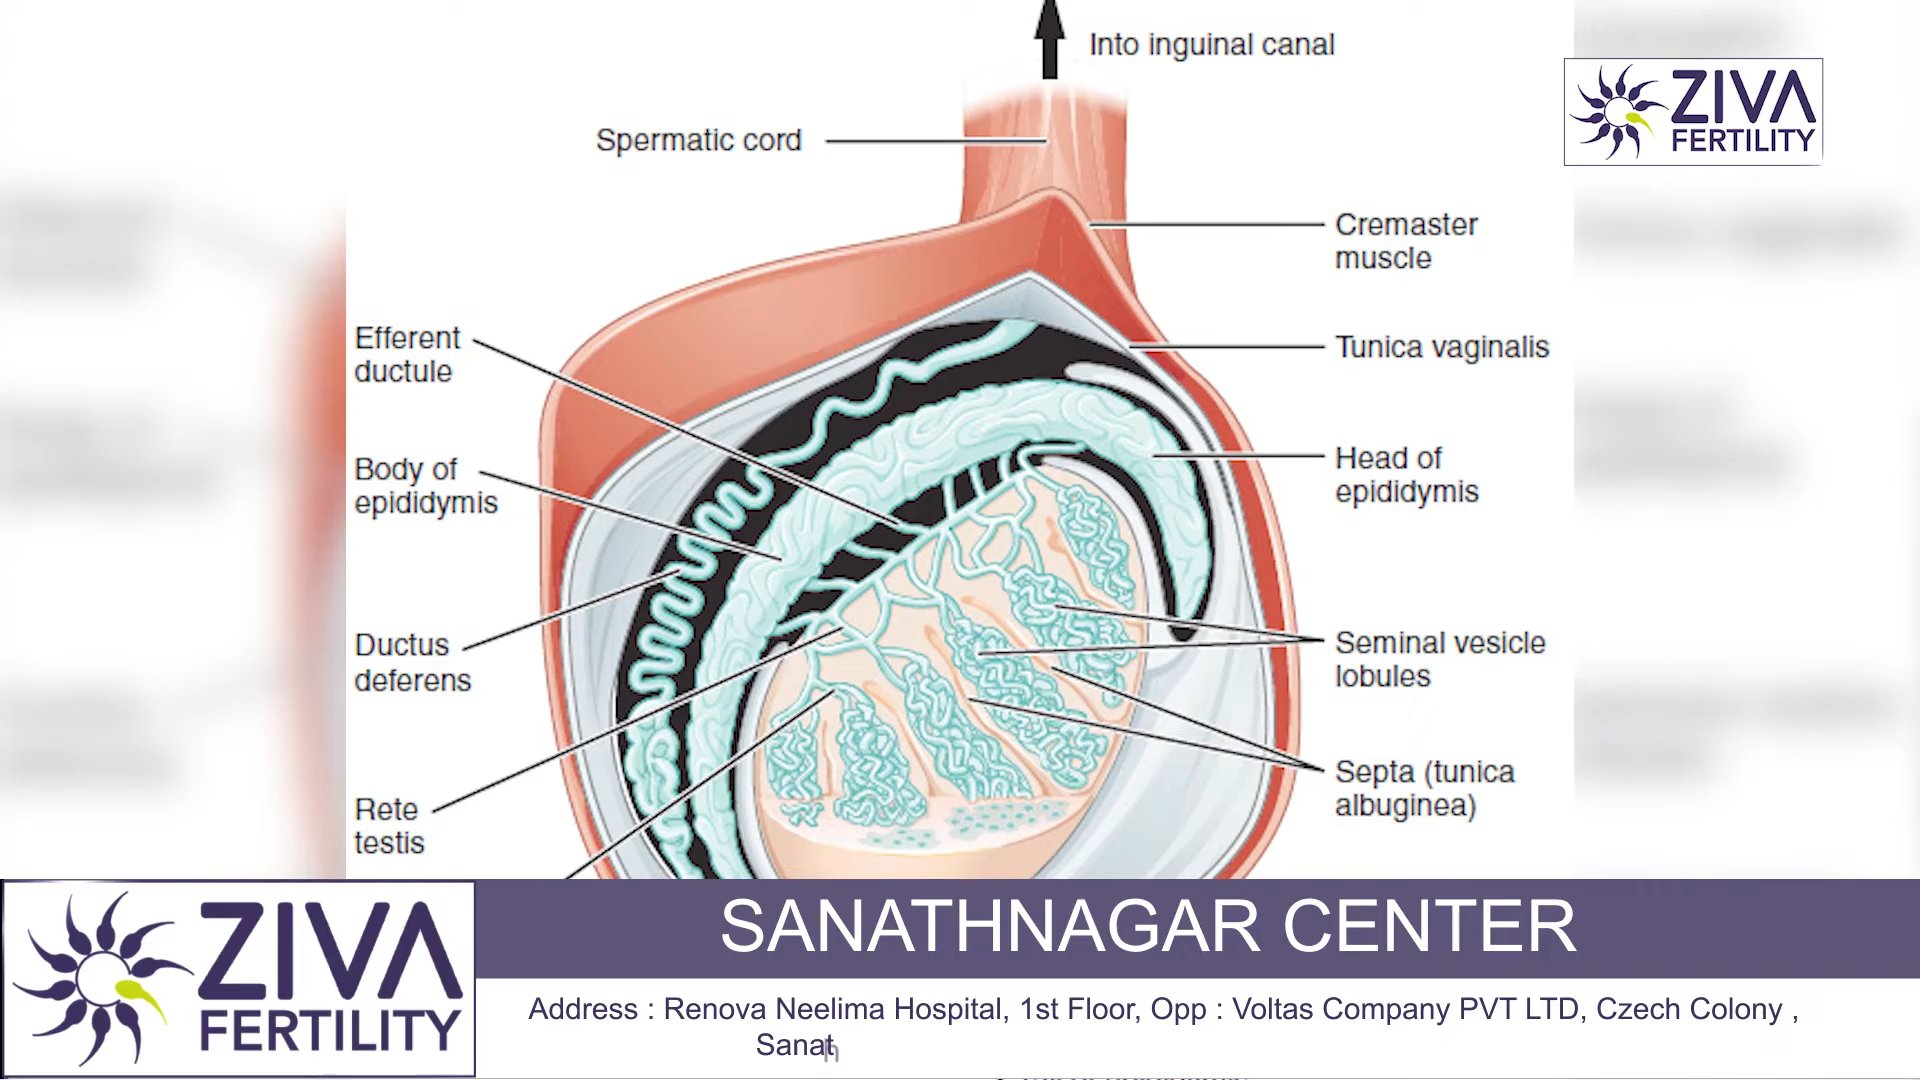 Into inguinal canal
ZIVA
FERTILITY
Spermatic cord
Cremaster
muscle
Efferent
ductule
Tunica vaginalis
Body of
epididymis
Head of
epididymis
Ductus
deferens
Seminal vesicle
lobules
Septa (tunica
albuginea)
Rete
testis
ZIVA
FERTILITY
SANATHNAGAR CENTER
Address : Renova Neelima Hospital, 1st Floor, Opp : Voltas Company PVT LTD, Czech Colony ,
Sanath